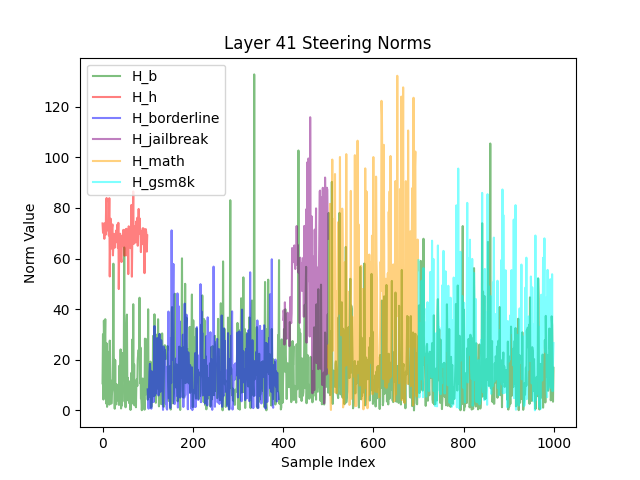 Layer 41 Steering Norms
H_b
H_h
H_borderline
H_jailbreak
H_math
H_gsm8k
Norm Value
120
100
80
60
40
20
0
0 200 400 600 800 1000
Sample Index